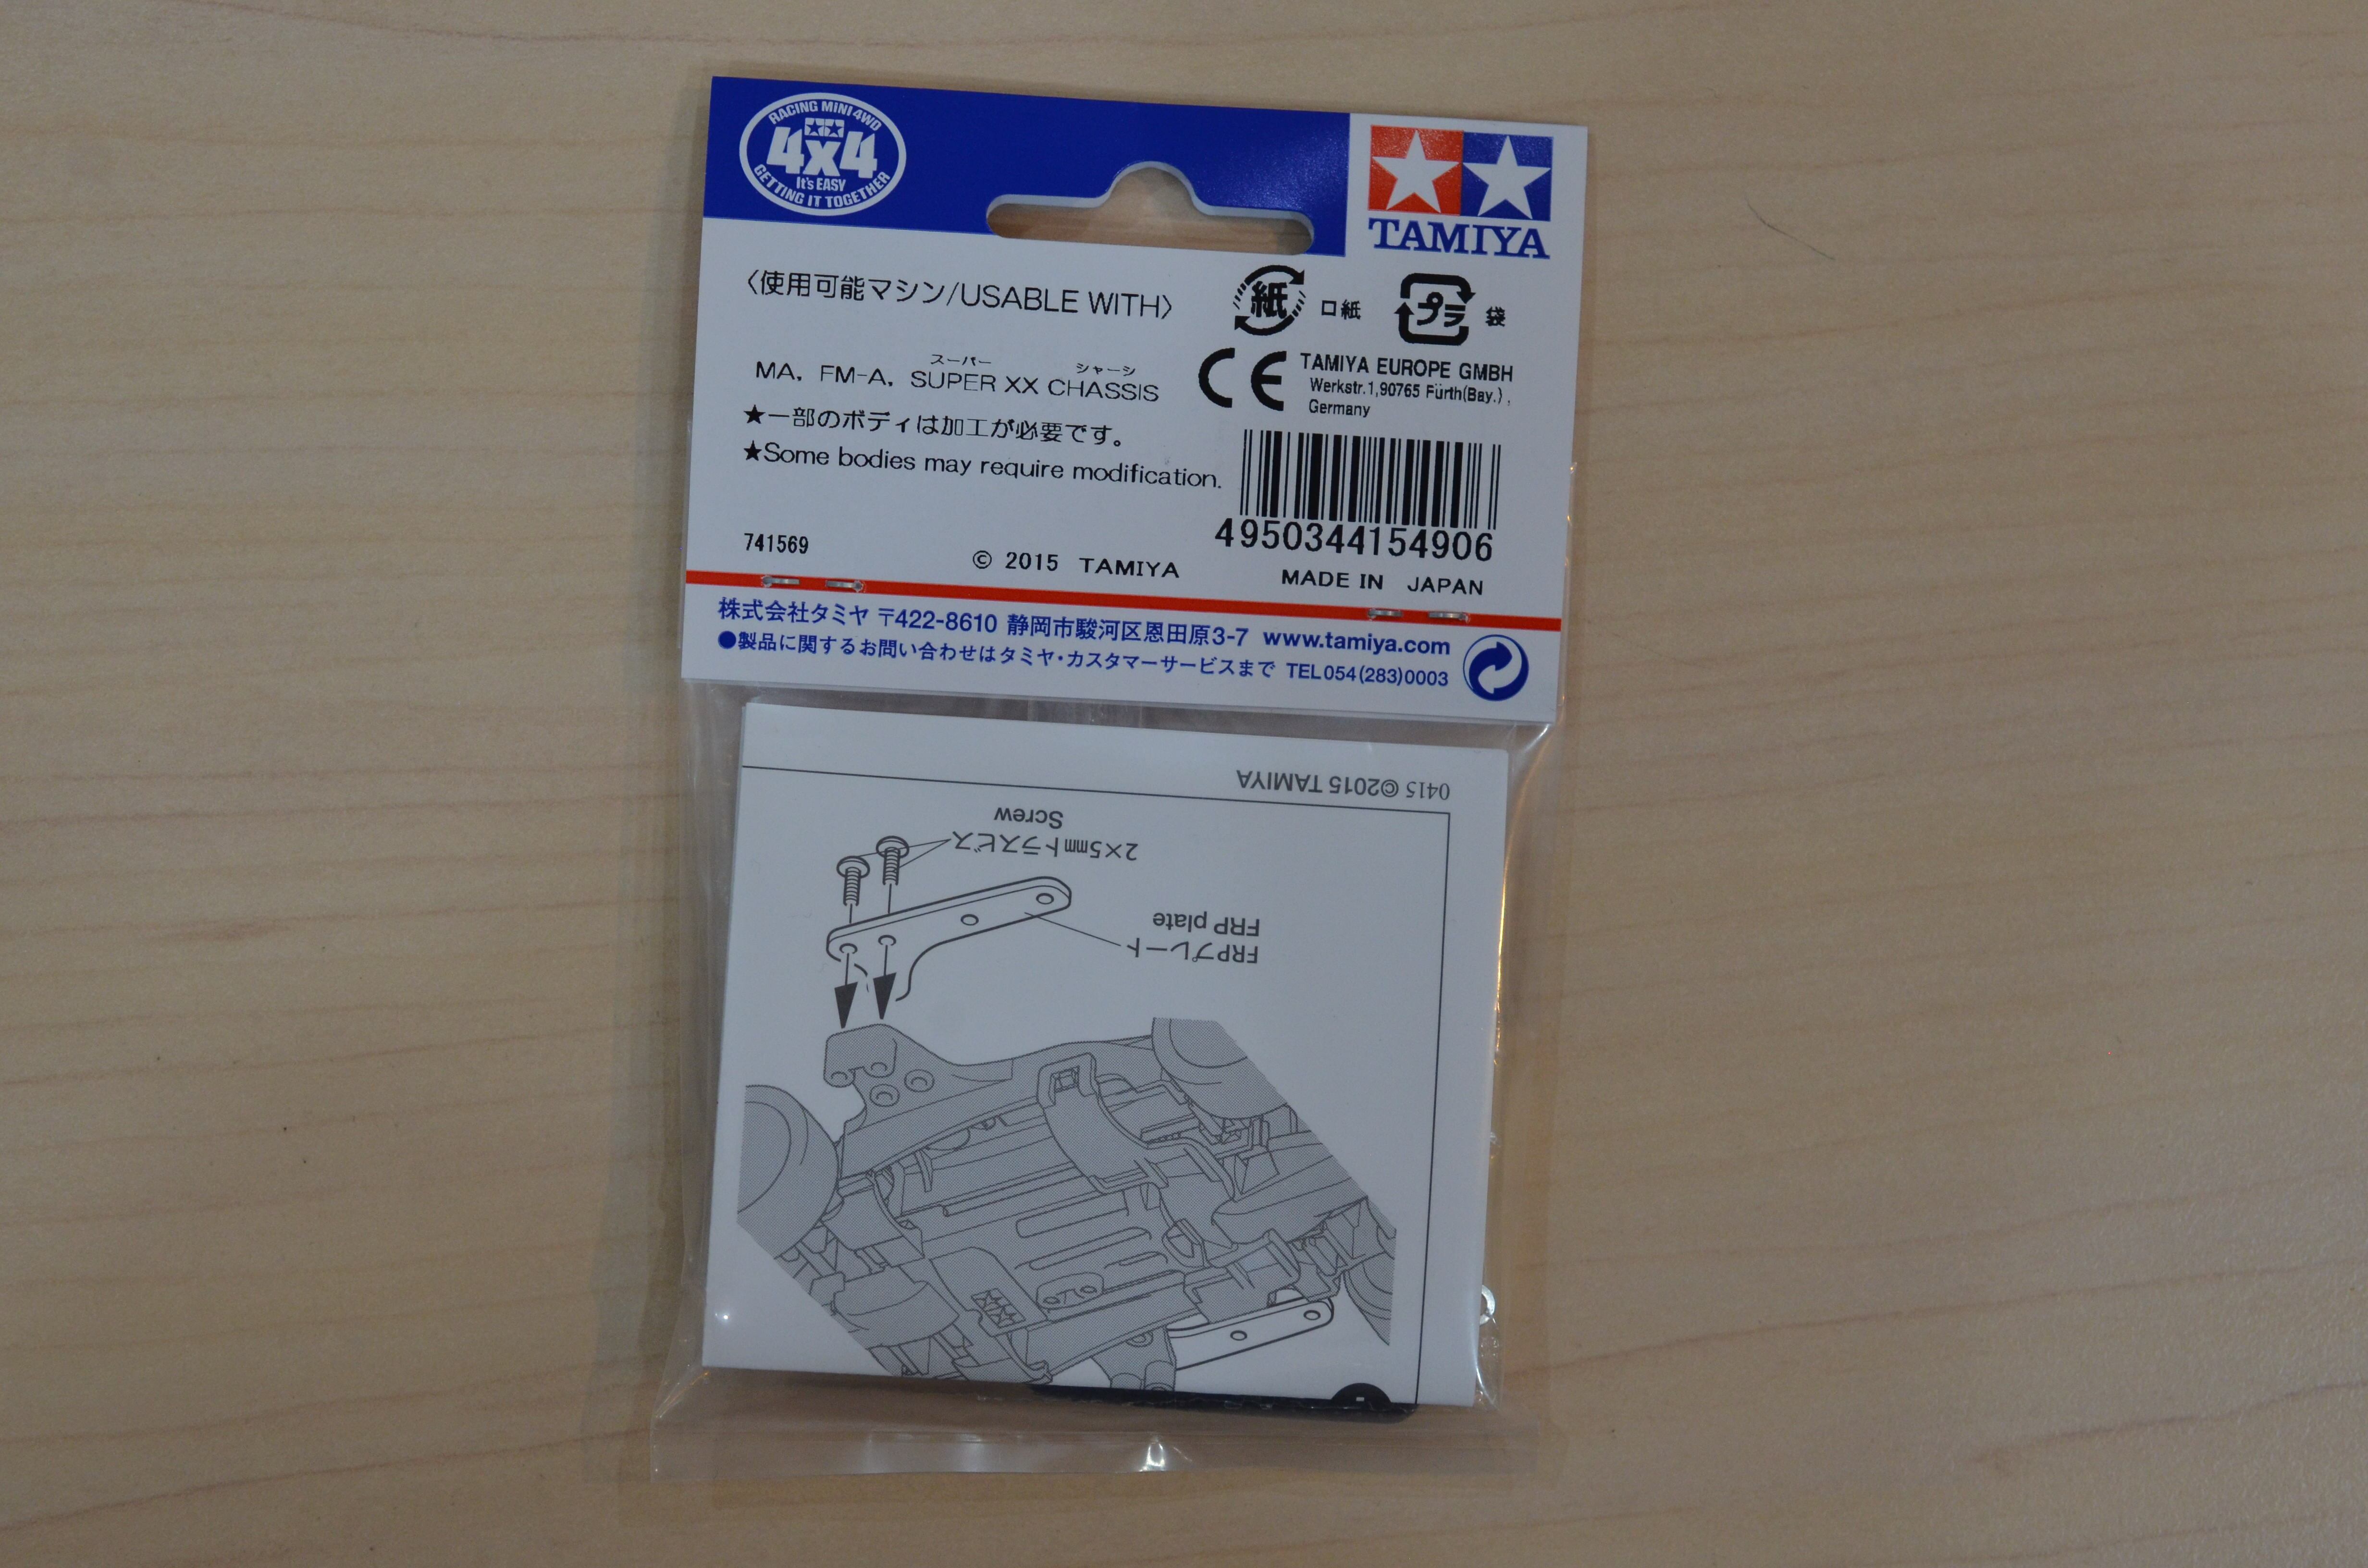 RACING MINI 4WD
4x4
It's EASY
GETTING IT TOGETHER
TAMIYA
〈使用可能マシン/USABLE WITH〉
紙 口紙 プラ 袋
スーパー シャーシ
MA, FM-A, SUPER XX CHASSIS
CE TAMIYA EUROPE GMBH
Werkstr.1,90765 Fürth(Bay.),
Germany
★一部のボディは加工が必要です。
★Some bodies may require modification.
4950344154906
741569
© 2015 TAMIYA
MADE IN JAPAN
株式会社タミヤ 〒422-8610 静岡市駿河区恩田原3-7 www.tamiya.com
●製品に関するお問い合わせはタミヤ・カスタマーサービスまで TEL054(283)0003
0415 ©2015 TAMIYA
2×5mmトラスビス
Screw
FRPプレート
FRP plate